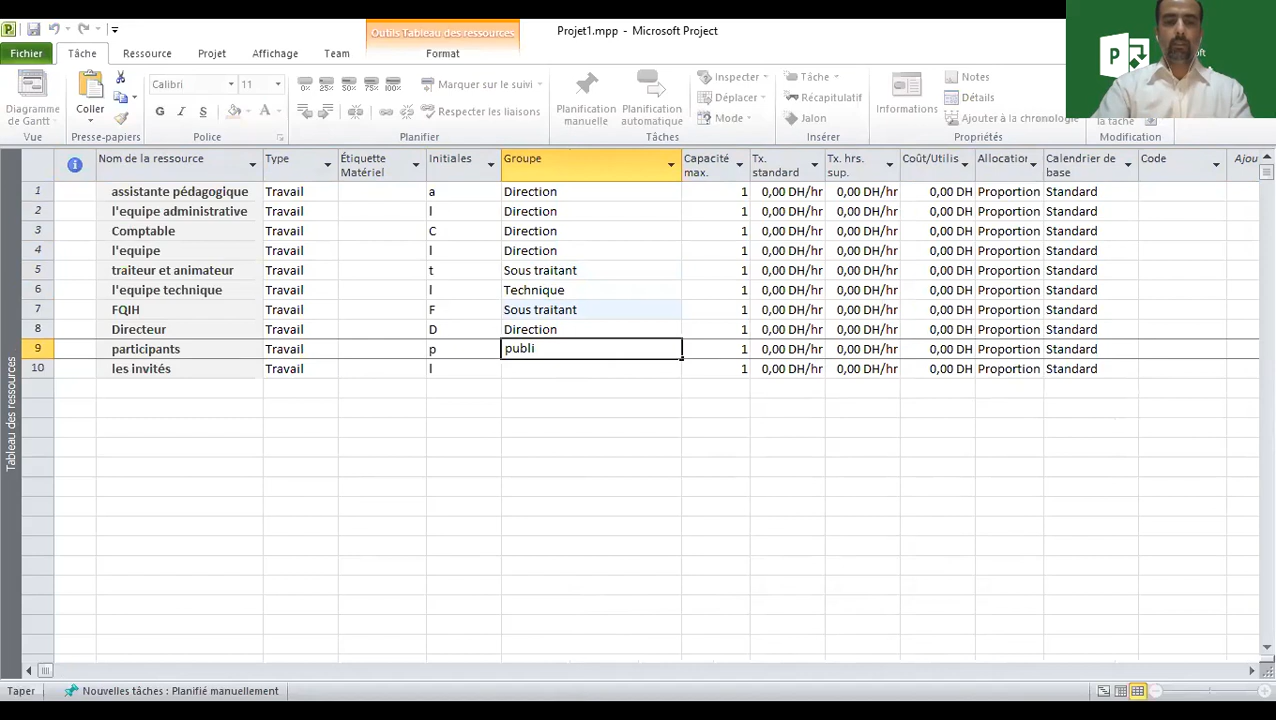 Outils Tableau des ressources
Projet1.mpp - Microsoft Project
Fichier Tâche Ressource Projet Affichage Team Format
Diagramme de Gantt
Vue
Coller
Presse-papiers
Calibri 11
G I S A
Police
0% 25% 50% 75% 100%
Marquer sur le suivi
Respecter les liaisons
Planifier
Planification manuelle
Planification automatique
Inspecter
Déplacer
Mode
Tâches
Tâche
Récapitulatif
Jalon
Insérer
Informations
Notes
Détails
Ajouter à la chronologie
Propriétés
la tâche
Modification
Nom de la ressource Type Étiquette Matériel Initiales Groupe Capacité max. Tx. standard Tx. hrs. sup. Coût/Utilis Allocation Calendrier de base Code Ajou
1 assistante pédagogique Travail a Direction 1 0,00 DH/hr 0,00 DH/hr 0,00 DH Proportion Standard
2 l'equipe administrative Travail l Direction 1 0,00 DH/hr 0,00 DH/hr 0,00 DH Proportion Standard
3 Comptable Travail C Direction 1 0,00 DH/hr 0,00 DH/hr 0,00 DH Proportion Standard
4 l'equipe Travail l Direction 1 0,00 DH/hr 0,00 DH/hr 0,00 DH Proportion Standard
5 traiteur et animateur Travail t Sous traitant 1 0,00 DH/hr 0,00 DH/hr 0,00 DH Proportion Standard
6 l'equipe technique Travail l Technique 1 0,00 DH/hr 0,00 DH/hr 0,00 DH Proportion Standard
7 FQIH Travail F Sous traitant 1 0,00 DH/hr 0,00 DH/hr 0,00 DH Proportion Standard
8 Directeur Travail D Direction 1 0,00 DH/hr 0,00 DH/hr 0,00 DH Proportion Standard
9 participants Travail p publi 1 0,00 DH/hr 0,00 DH/hr 0,00 DH Proportion Standard
10 les invités Travail l 1 0,00 DH/hr 0,00 DH/hr 0,00 DH Proportion Standard
Tableau des ressources
Taper Nouvelles tâches : Planifié manuellement